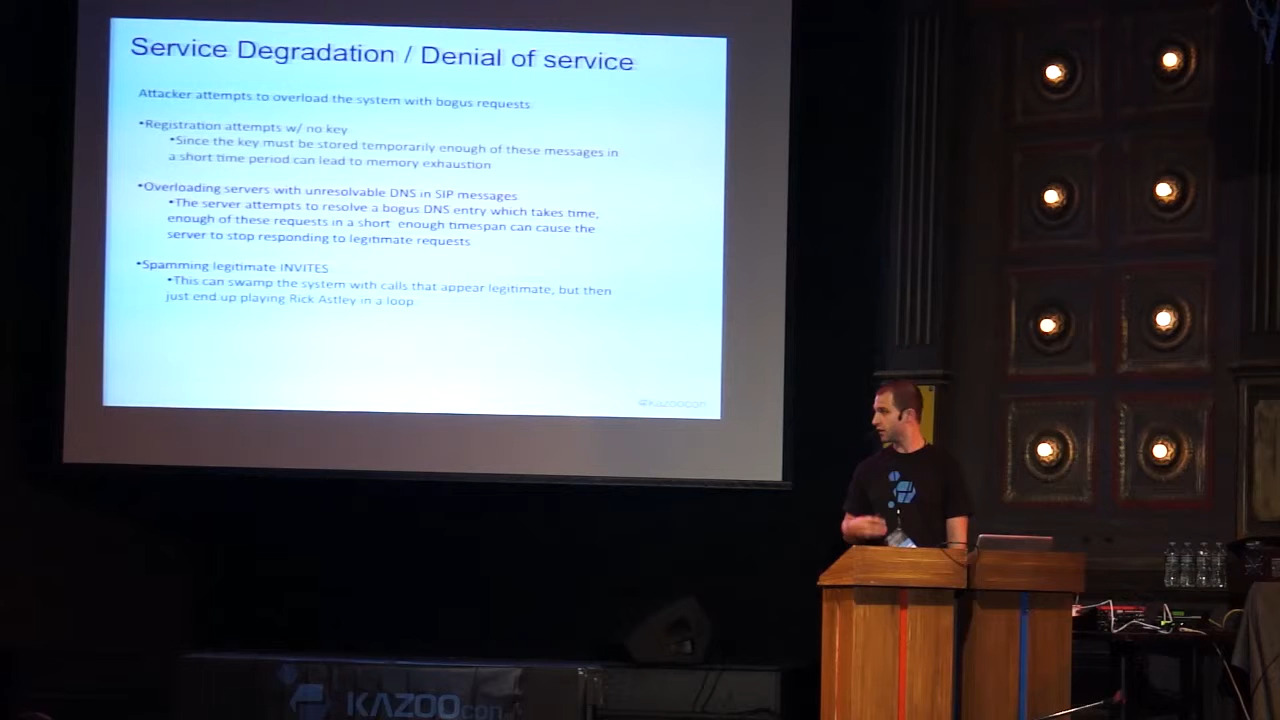 Service Degradation / Denial of service
Attacker attempts to overload the system with bogus requests
•Registration attempts w/ no key
•Since the key must be stored temporarily enough of these messages in
a short time period can lead to memory exhaustion
•Overloading servers with unresolvable DNS in SIP messages
•The server attempts to resolve a bogus DNS entry which takes time,
enough of these requests in a short enough timespan can cause the
server to stop responding to legitimate requests
•Spamming legitimate INVITES
•This can swamp the system with calls that appear legitimate, but then
just end up playing Rick Astley in a loop
@kazoocon
KAZOOcon